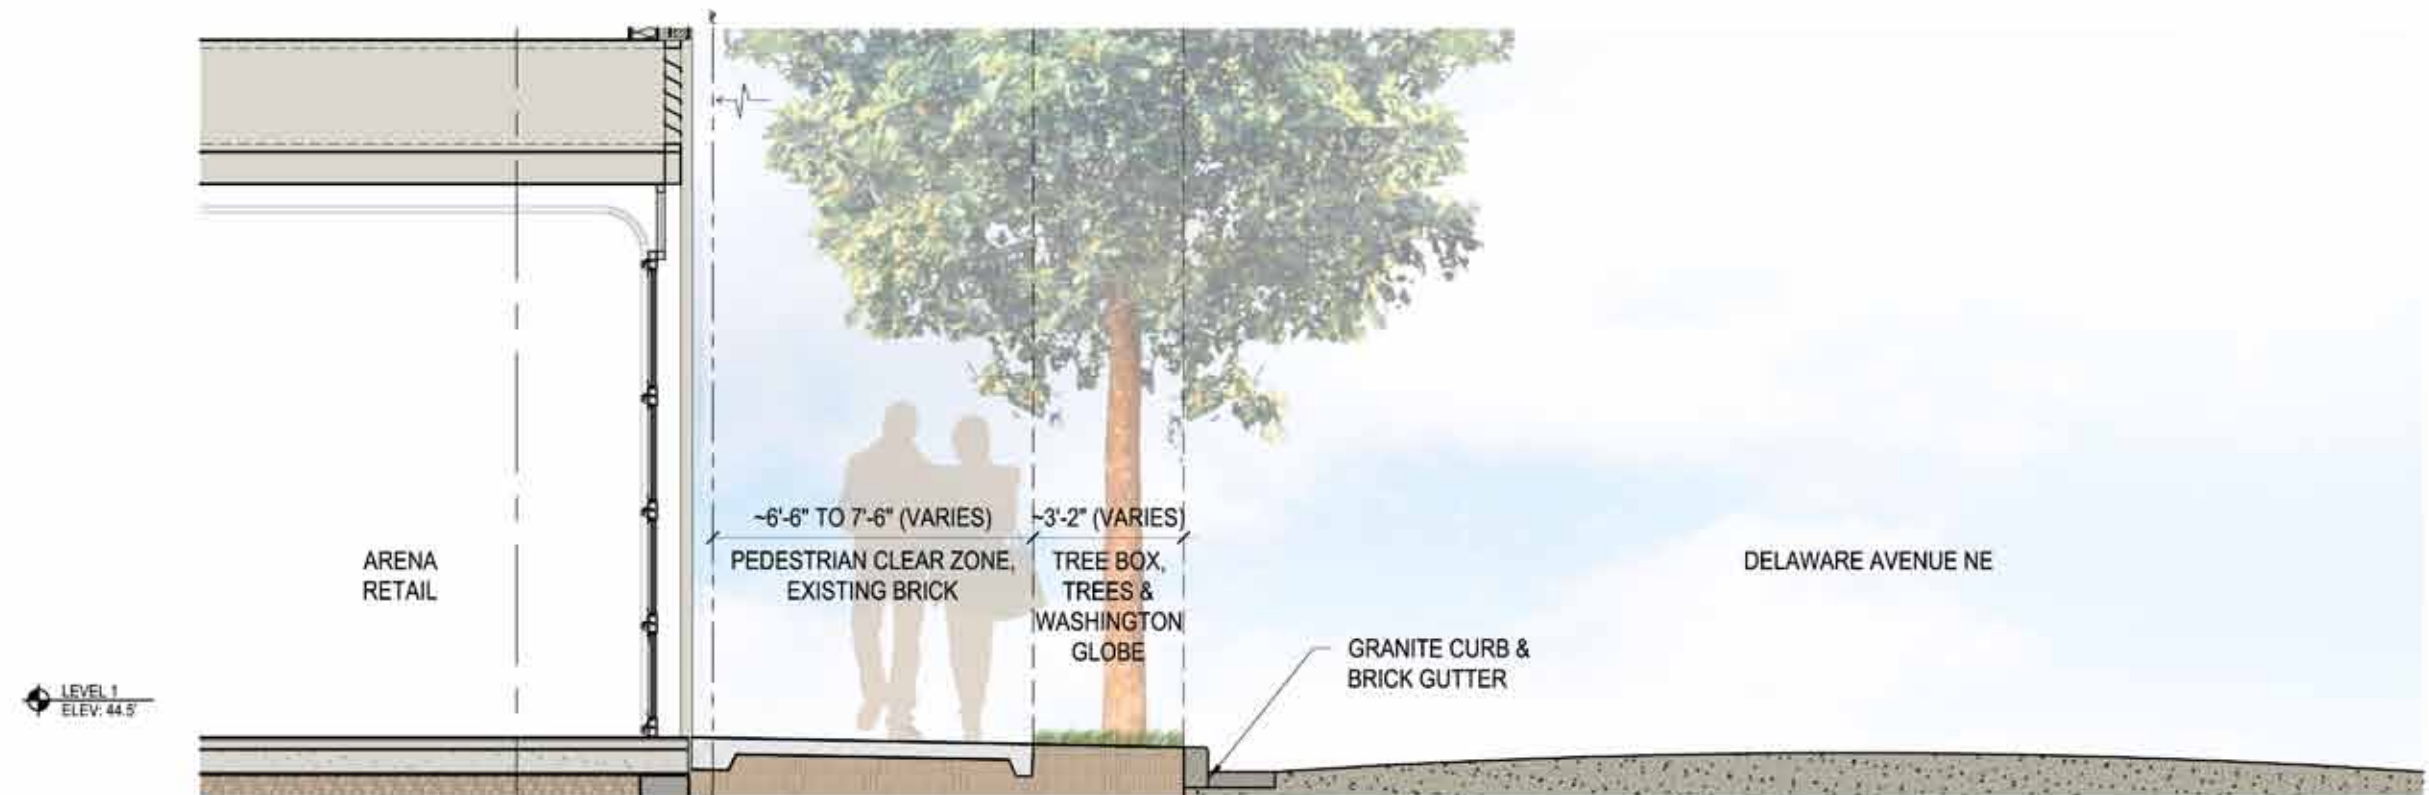 ~6'-6" TO 7'-6" (VARIES)
~3'-2" (VARIES)
ARENA
RETAIL
PEDESTRIAN CLEAR ZONE,
EXISTING BRICK
TREE BOX,
TREES &
WASHINGTON
GLOBE
DELAWARE AVENUE NE
GRANITE CURB &
BRICK GUTTER
LEVEL 1
ELEV: 44.5'